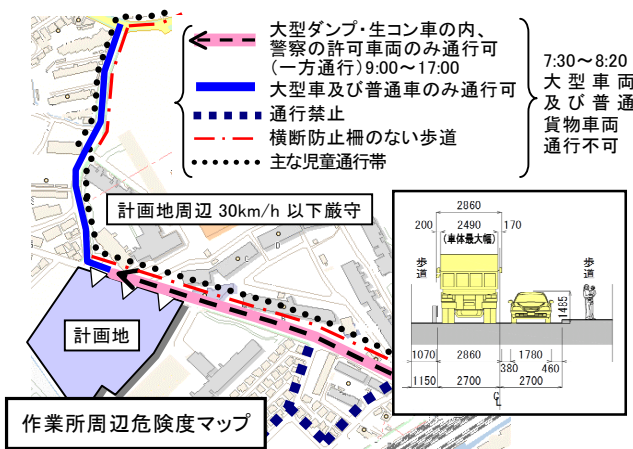 大型ダンプ・生コン車の内、
警察の許可車両のみ通行可
(一方通行)9:00～17:00
大型車及び普通車のみ通行可
通行禁止
横断防止柵のない歩道
主な児童通行帯
7:30～8:20
大型車両
及び普通
貨物車両
通行不可
計画地周辺 30km/h 以下厳守
計画地
作業所周辺危険度マップ
2860
200 2490 170
(車体最大幅)
歩道 歩道
1485
1070 2860 1780
380 460
1150 2700 2700
℄